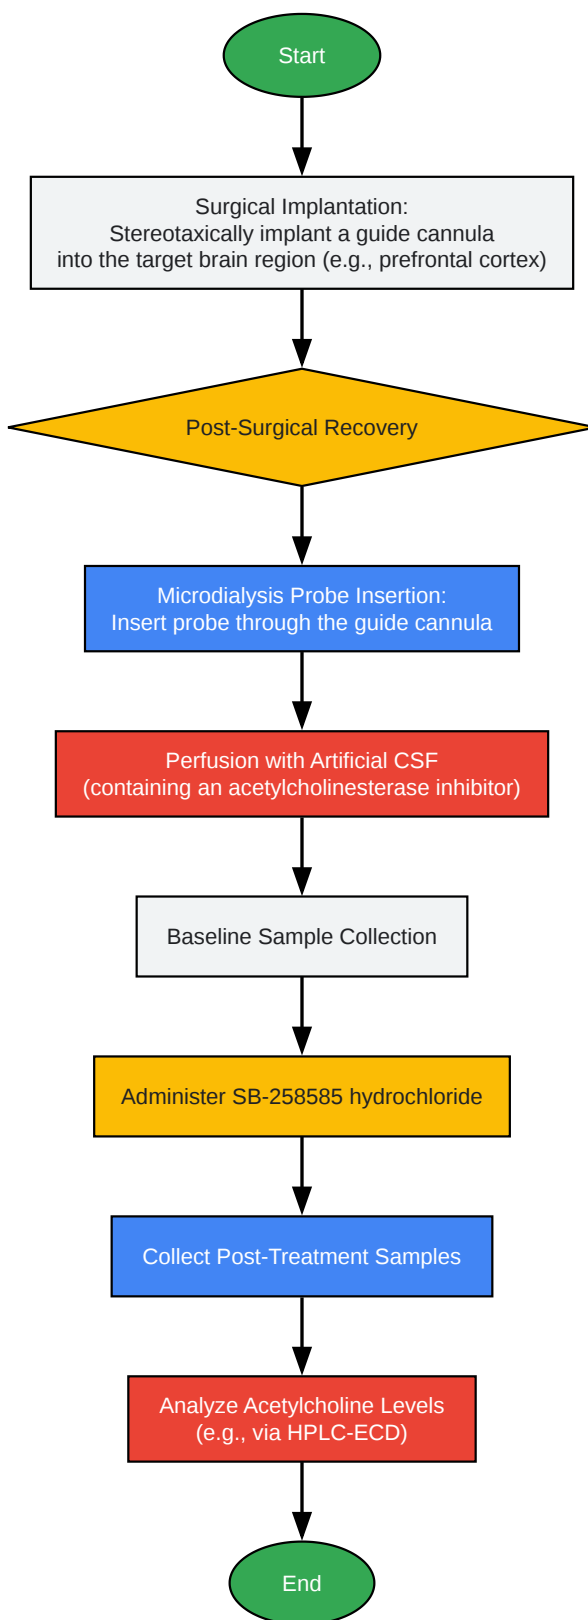 Start
Surgical Implantation:
Stereotaxically implant a guide cannula
into the target brain region (e.g., prefrontal cortex)
Post-Surgical Recovery
Microdialysis Probe Insertion:
Insert probe through the guide cannula
Perfusion with Artificial CSF
(containing an acetylcholinesterase inhibitor)
Baseline Sample Collection
Administer SB-258585 hydrochloride
Collect Post-Treatment Samples
Analyze Acetylcholine Levels
(e.g., via HPLC-ECD)
End